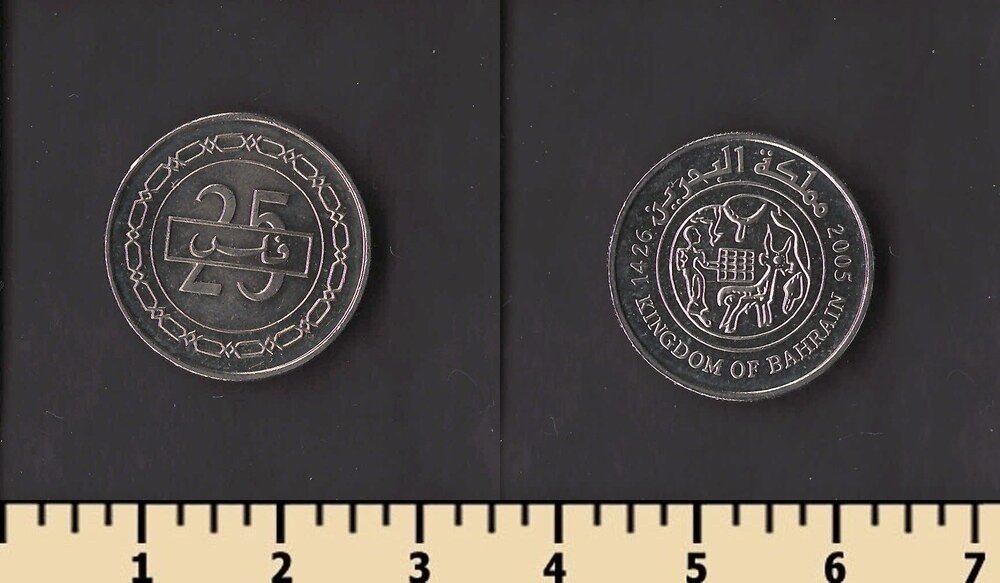 25
فلس
مملكة البحرين
1426
2005
KINGDOM OF BAHRAIN
1 2 3 4 5 6 7